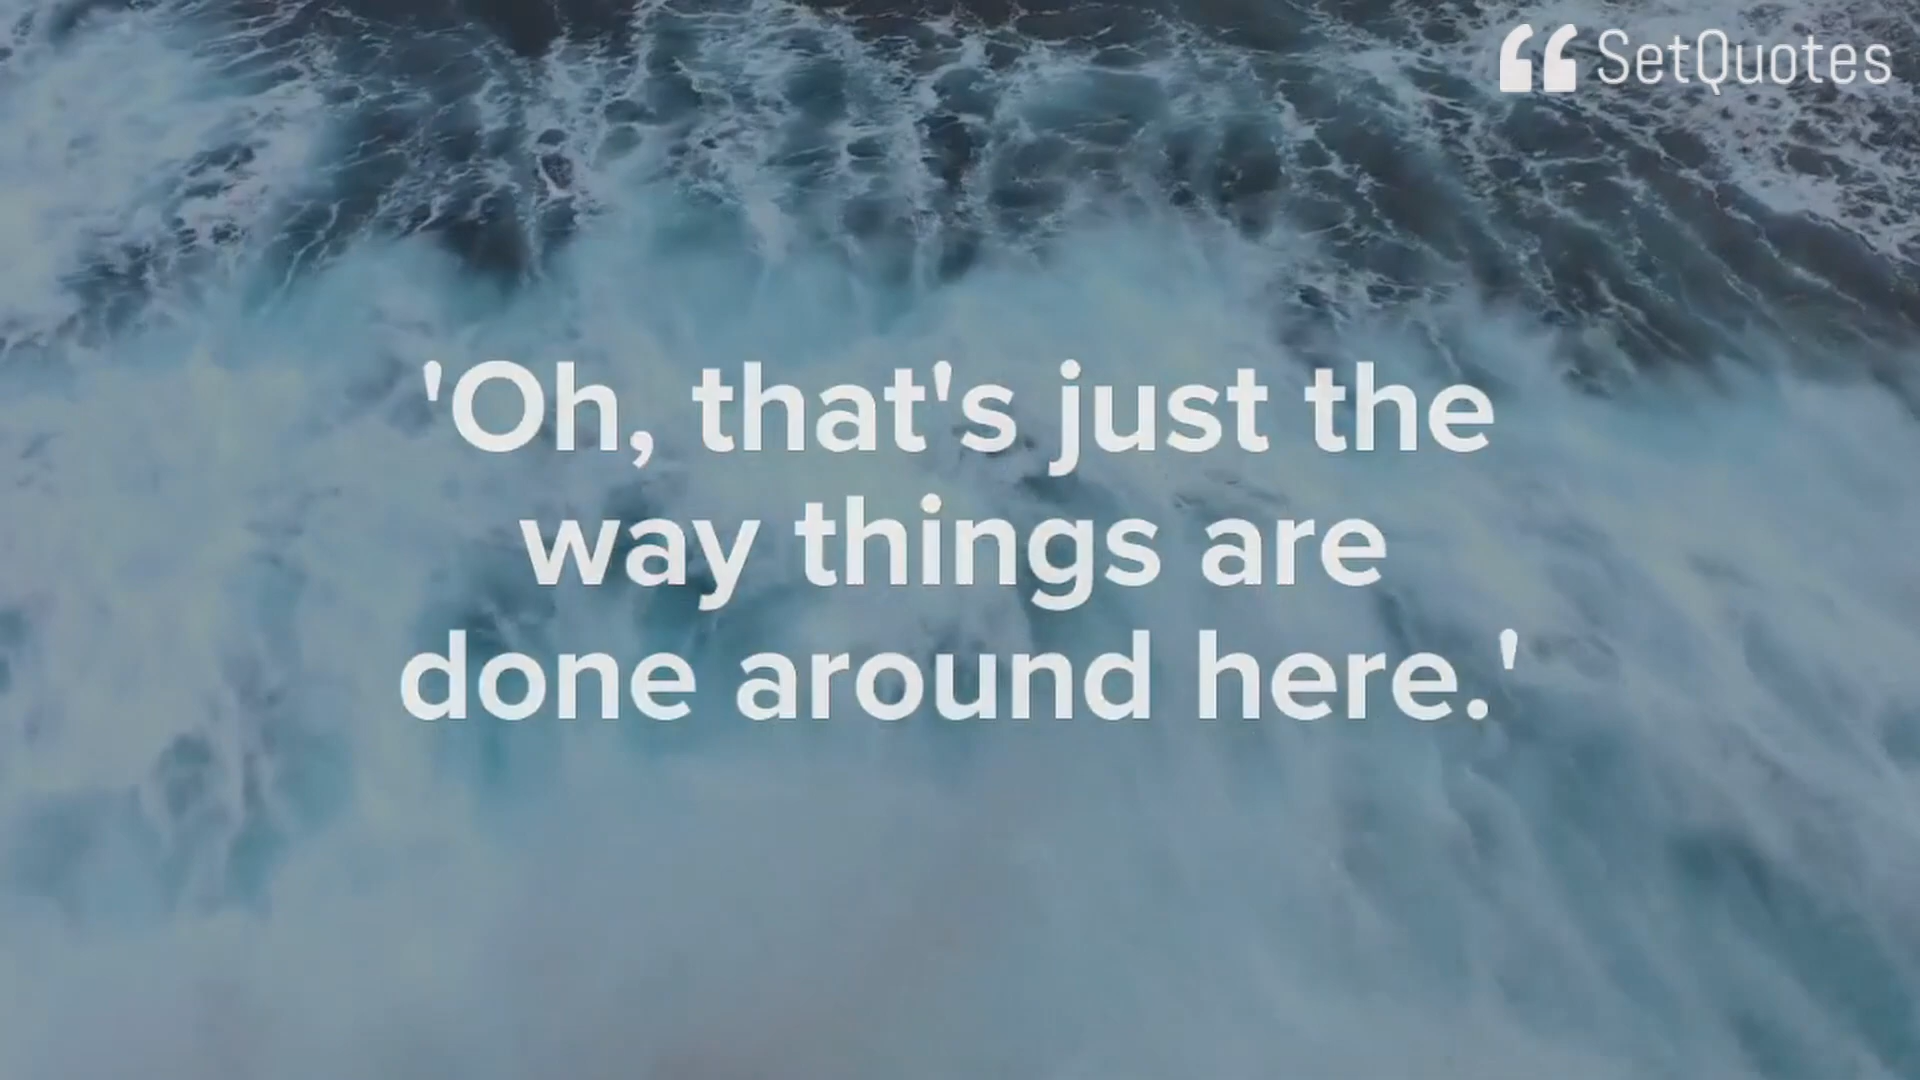 SetQuotes
'Oh, that's just the
way things are
done around here.'